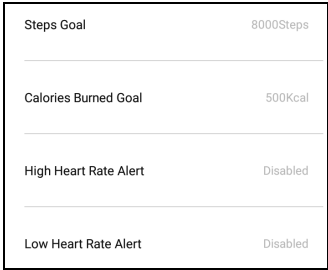 Steps Goal 8000Steps
Calories Burned Goal 500Kcal
High Heart Rate Alert Disabled
Low Heart Rate Alert Disabled